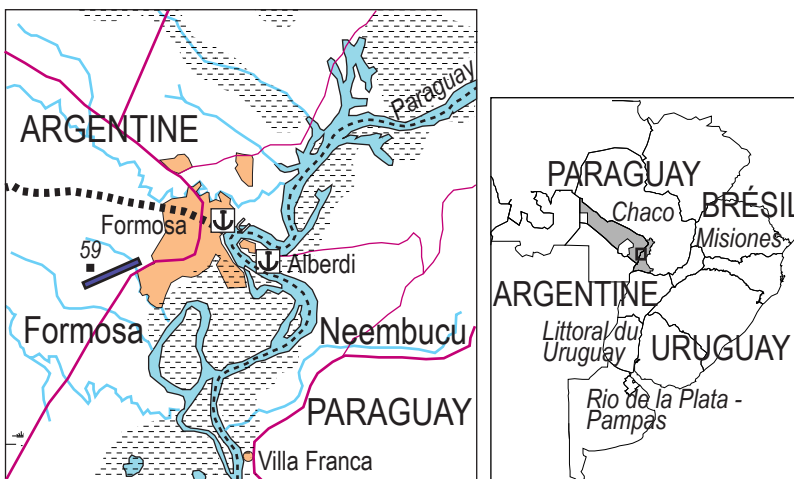 Paraguay
ARGENTINE
Formosa
59
Alberdi
Formosa
Neembucu
PARAGUAY
Villa Franca
PARAGUAY
Chaco
BRÉSIL
Misiones
ARGENTINE
Littoral du
Uruguay
URUGUAY
Rio de la Plata -
Pampas